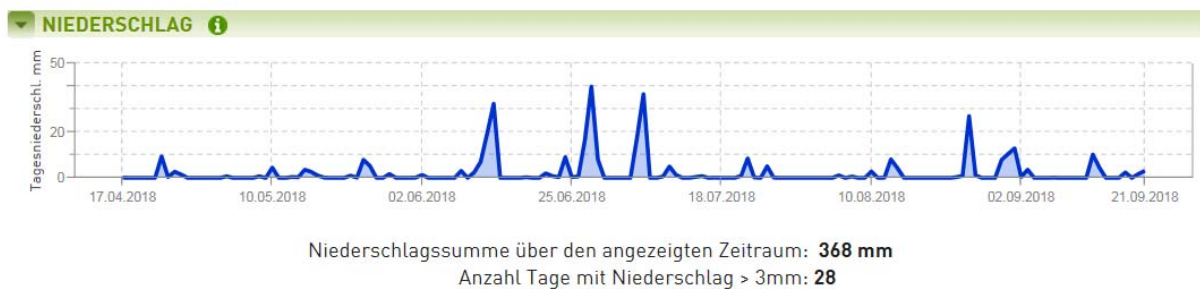 NIEDERSCHLAG
Tagesniederschl. mm
50
20
0
17.04.2018 10.05.2018 02.06.2018 25.06.2018 18.07.2018 10.08.2018 02.09.2018 21.09.2018
Niederschlagssumme über den angezeigten Zeitraum: 368 mm
Anzahl Tage mit Niederschlag > 3mm: 28